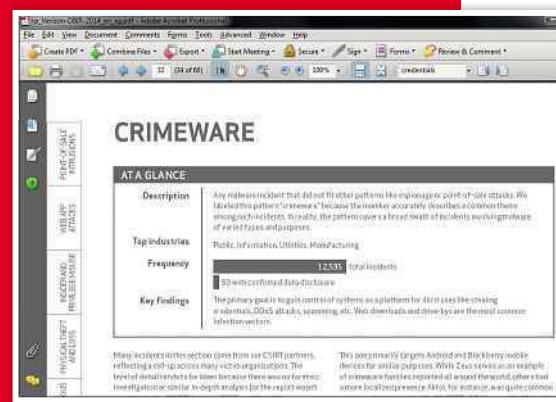 rp_Verizon-DBIR-2014_en_xg.pdf - Adobe Acrobat Professional
File Edit View Document Comments Forms Tools Advanced Window Help
Create PDF Combine Files Export Start Meeting Secure Sign Forms Review & Comment
32 (34 of 60) 100% credentials
POINT-OF-SALE INTRUSIONS
WEB APP ATTACKS
INSIDER AND PRIVILEGE MISUSE
PHYSICAL THEFT AND LOSS
CRIMEWARE
AT A GLANCE
Description Any malware incident that did not fit other patterns like espionage or point-of-sale attacks. We
labeled this pattern "crimeware" because the moniker accurately describes a common theme
among such incidents. In reality, the pattern covers a broad swath of incidents involving malware
of varied types and purposes.
Top industries Public, Information, Utilities, Manufacturing
Frequency 12,535 total incidents
50 with confirmed data disclosure
Key findings The primary goal is to gain control of systems as a platform for illicit uses like stealing
credentials, DDoS attacks, spamming, etc. Web downloads and drive-bys are the most common
infection vectors.
Many incidents in this section come from our CSIRT partners,
reflecting a roll-up across many victim organizations. The
level of detail tends to be lower because there was no forensic
investigation or similar in-depth analysis (or the report wasn't
This one primarily targets Android and Blackberry mobile
devices for similar purposes. While Zeus serves as an example
of crimeware families reported all around the world, others had
a more localized presence. Nitol, for instance, was quite common